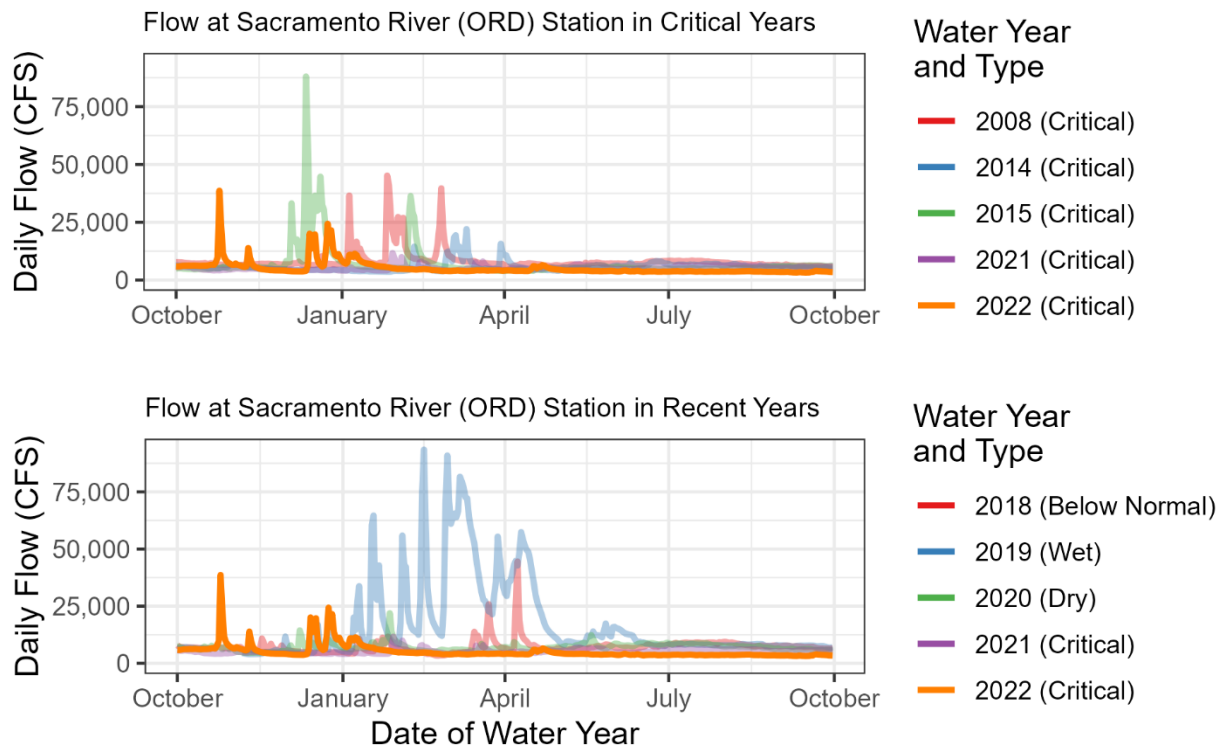 Flow at Sacramento River (ORD) Station in Critical Years
Daily Flow (CFS)
75,000
50,000
25,000
0
October January April July October
Water Year
and Type
2008 (Critical)
2014 (Critical)
2015 (Critical)
2021 (Critical)
2022 (Critical)
Flow at Sacramento River (ORD) Station in Recent Years
Daily Flow (CFS)
75,000
50,000
25,000
0
October January April July October
Date of Water Year
Water Year
and Type
2018 (Below Normal)
2019 (Wet)
2020 (Dry)
2021 (Critical)
2022 (Critical)